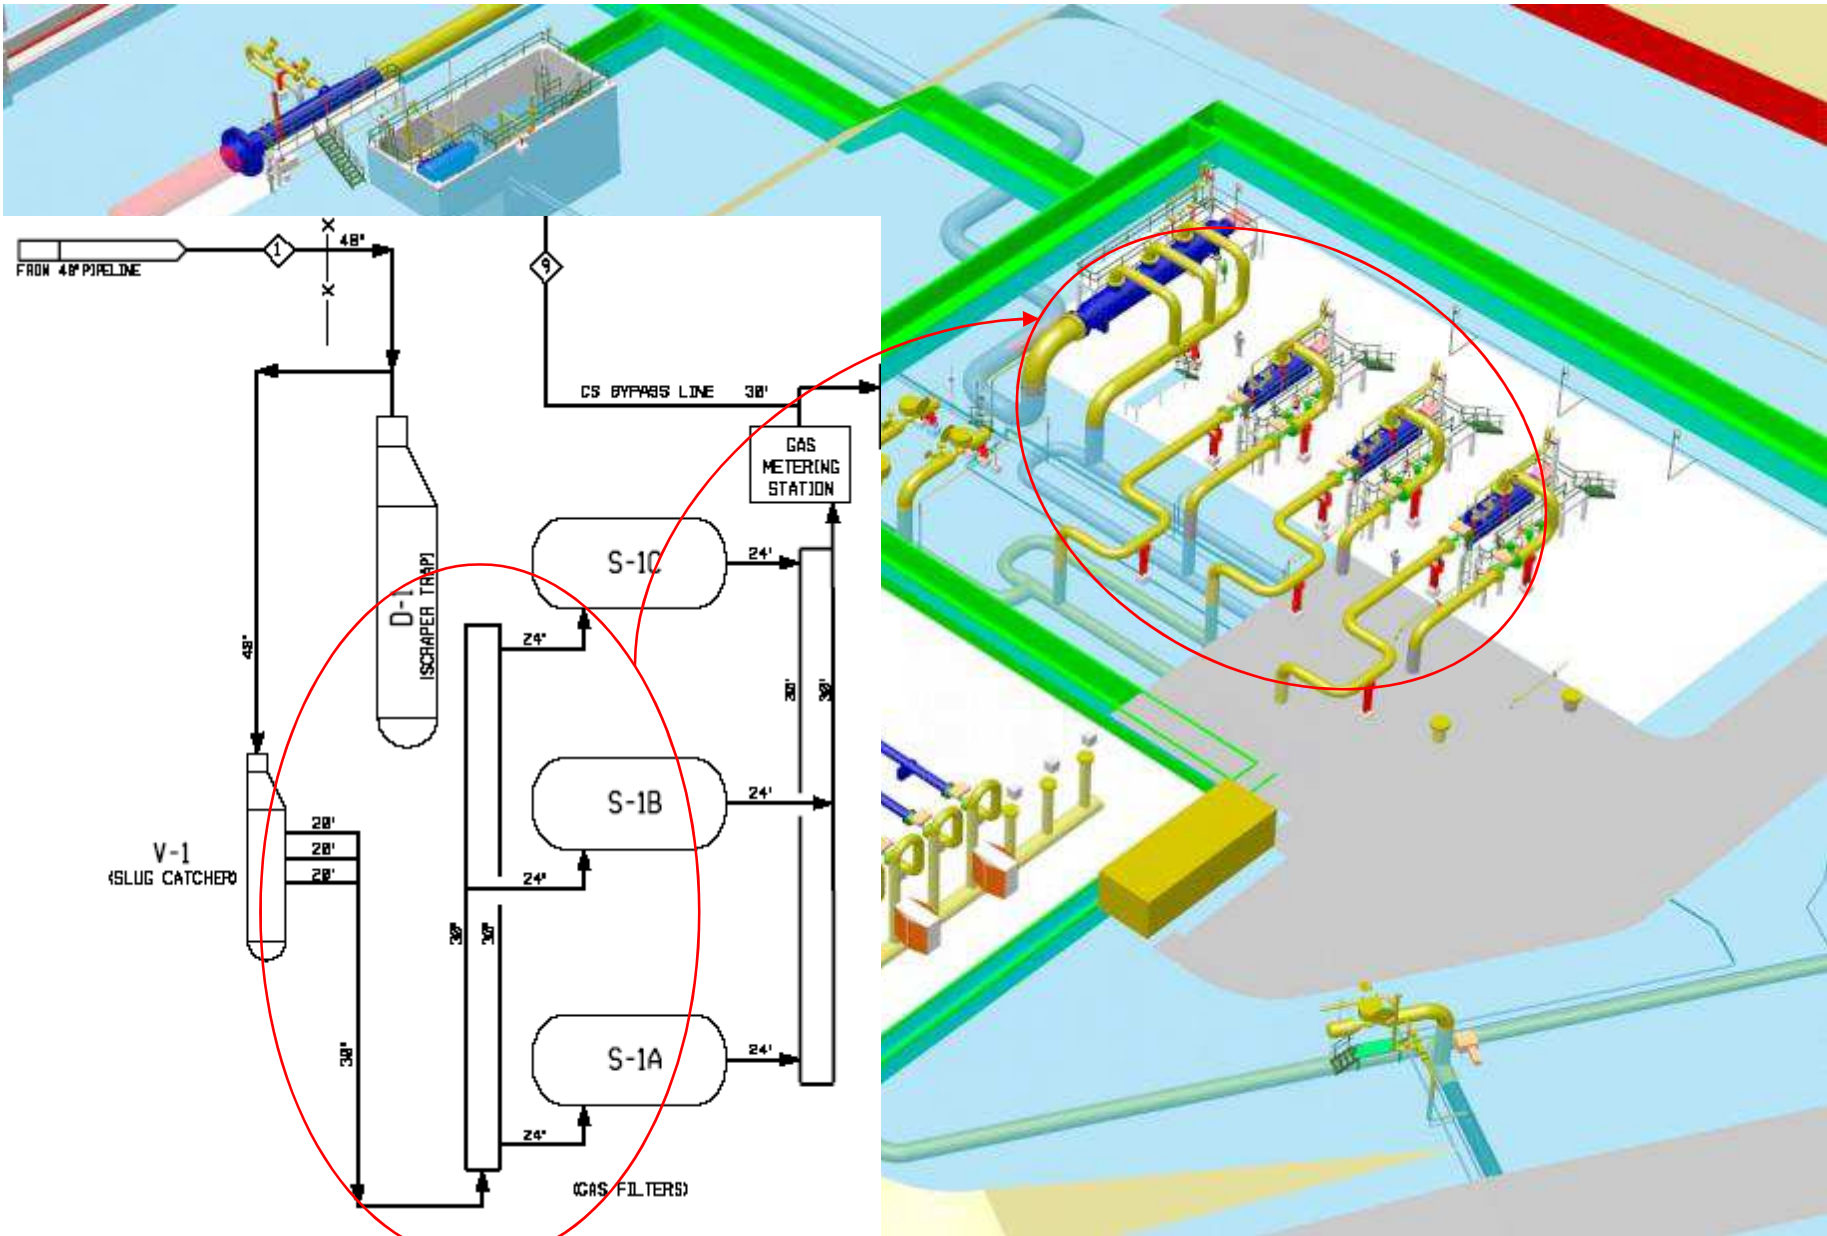 1
48"
FROM 48" PIPELINE
9
CS BYPASS LINE 30'
GAS
METERING
STATION
S-1C
24'
D-1
(SCRAPER TRAP)
24"
48"
30'
30'
S-1B
24'
20'
20'
20'
V-1
(SLUG CATCHER)
24"
30"
30"
S-1A
24'
30"
24"
(GAS FILTERS)